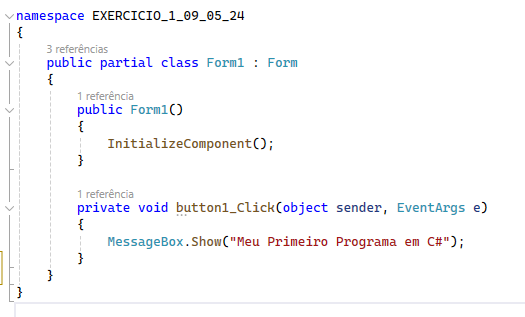 namespace EXERCICIO_1_09_05_24
{
3 referências
public partial class Form1 : Form
{
1 referência
public Form1()
{
InitializeComponent();
}
1 referência
private void button1_Click(object sender, EventArgs e)
{
MessageBox.Show("Meu Primeiro Programa em C#");
}
}
}